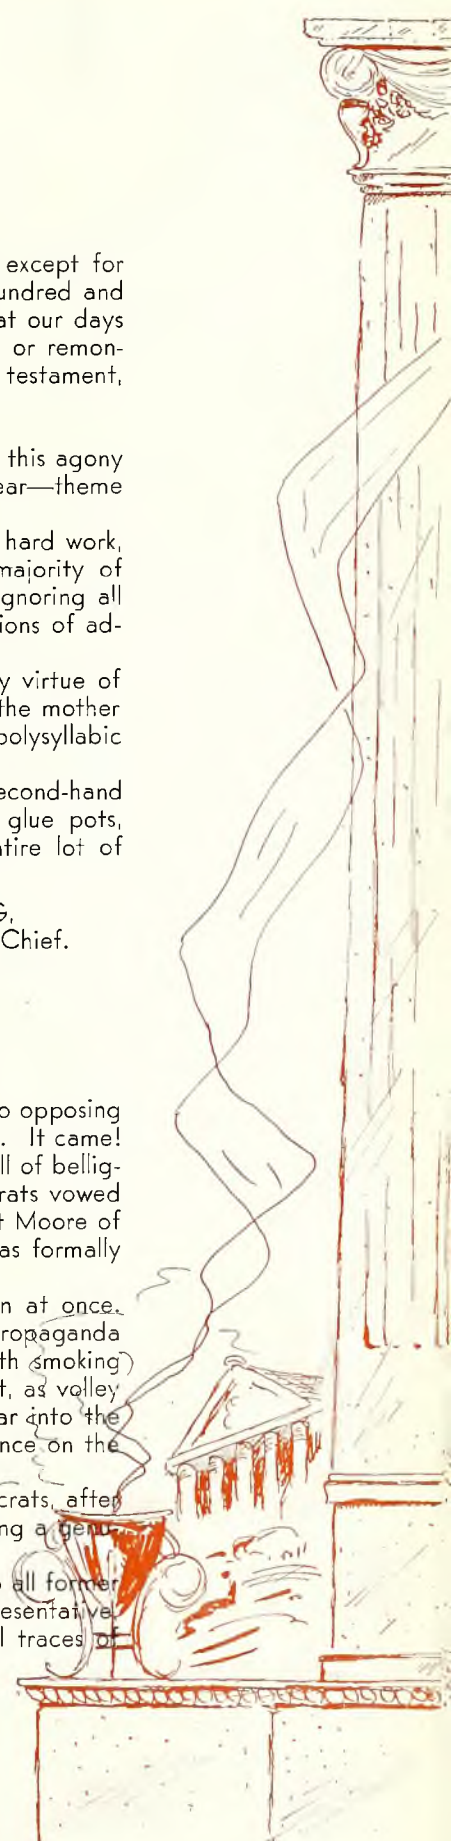 except for
undred and
at our days
or remon-
testament,
this agony
ear—theme
hard work,
majority of
gnoring all
ions of ad-
y virtue of
the mother
polysyllabic
econd-hand
glue pots,
tire lot of
G,
Chief.
o opposing
. It came!
ll of bellig-
rats vowed
t Moore of
as formally
n at once.
ropaganda
th smoking
t, as volley
ar into the
nce on the
crats, after
ng a genu-
all former
resentative
l traces of